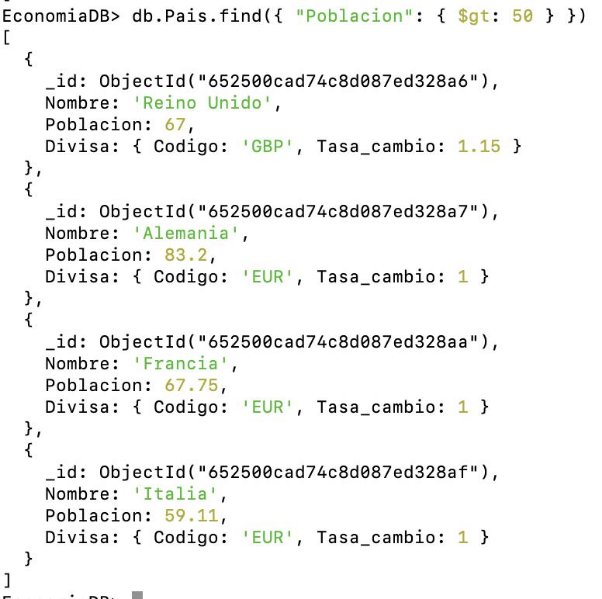 EconomiaDB> db.Pais.find({ "Poblacion": { $gt: 50 } })
[
  {
    _id: ObjectId("652500cad74c8d087ed328a6"),
    Nombre: 'Reino Unido',
    Poblacion: 67,
    Divisa: { Codigo: 'GBP', Tasa_cambio: 1.15 }
  },
  {
    _id: ObjectId("652500cad74c8d087ed328a7"),
    Nombre: 'Alemania',
    Poblacion: 83.2,
    Divisa: { Codigo: 'EUR', Tasa_cambio: 1 }
  },
  {
    _id: ObjectId("652500cad74c8d087ed328aa"),
    Nombre: 'Francia',
    Poblacion: 67.75,
    Divisa: { Codigo: 'EUR', Tasa_cambio: 1 }
  },
  {
    _id: ObjectId("652500cad74c8d087ed328af"),
    Nombre: 'Italia',
    Poblacion: 59.11,
    Divisa: { Codigo: 'EUR', Tasa_cambio: 1 }
  }
]
EconomiaDB>